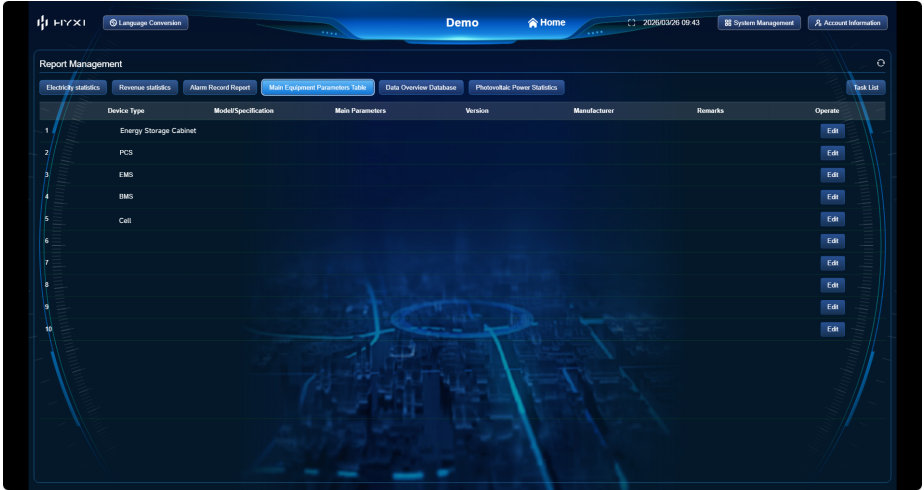 HYXI Language Conversion Demo Home 2026/03/26 09:43 System Management Account Information
Report Management
Electricity statistics Revenue statistics Alarm Record Report Main Equipment Parameters Table Data Overview Database Photovoltaic Power Statistics Task List
Device Type Model/Specification Main Parameters Version Manufacturer Remarks Operate
1 Energy Storage Cabinet Edit
2 PCS Edit
3 EMS Edit
4 BMS Edit
5 Cell Edit
6 Edit
7 Edit
8 Edit
9 Edit
10 Edit